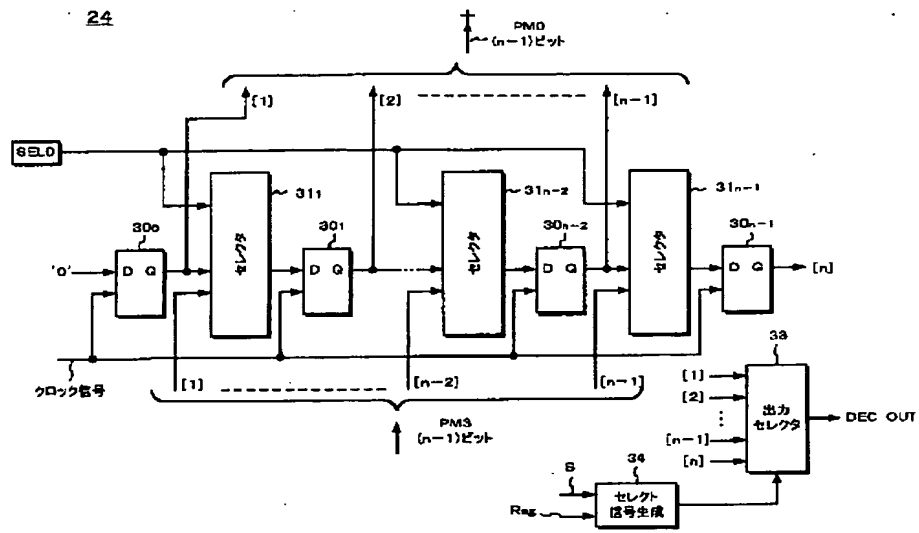 24
PM0
(n-1)ビット
[1]
[2]
[n-1]
SEL0
31₁
31n-2
31n-1
30₀
30₁
30n-2
30n-1
セレクタ
セレクタ
セレクタ
'0'
D Q
D Q
D Q
D Q
[n]
クロック信号
[1]
[n-2]
[n-1]
PM3
(n-1)ビット
33
[1]
[2]
[n-1]
[n]
出力
セレクタ
DEC OUT
34
S
セレクト
信号生成